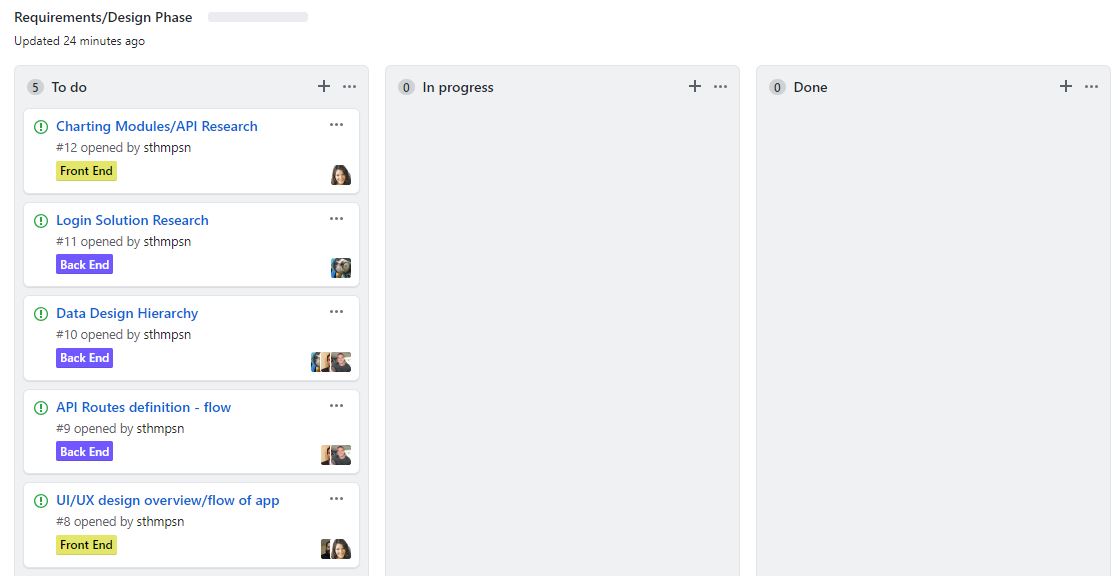 Requirements/Design Phase
Updated 24 minutes ago
5 To do
Charting Modules/API Research
#12 opened by sthmpsn
Front End
Login Solution Research
#11 opened by sthmpsn
Back End
Data Design Hierarchy
#10 opened by sthmpsn
Back End
API Routes definition - flow
#9 opened by sthmpsn
Back End
UI/UX design overview/flow of app
#8 opened by sthmpsn
Front End
0 In progress
0 Done